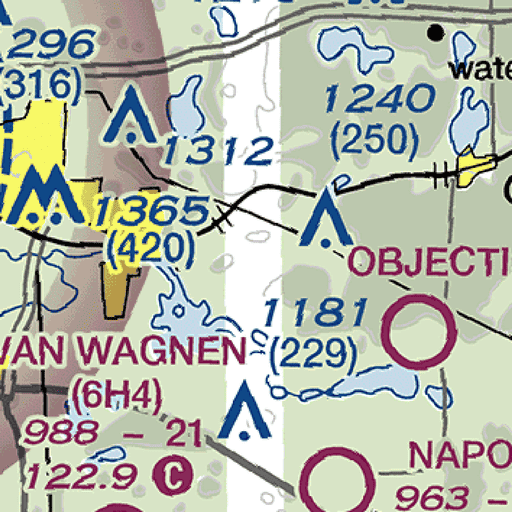 296
(316)
wate
1240
(250)
1312
1365
(420)
OBJECTI
1181
(229)
VAN WAGNEN
(6H4)
988 - 21
122.9 C
NAPO
963 -